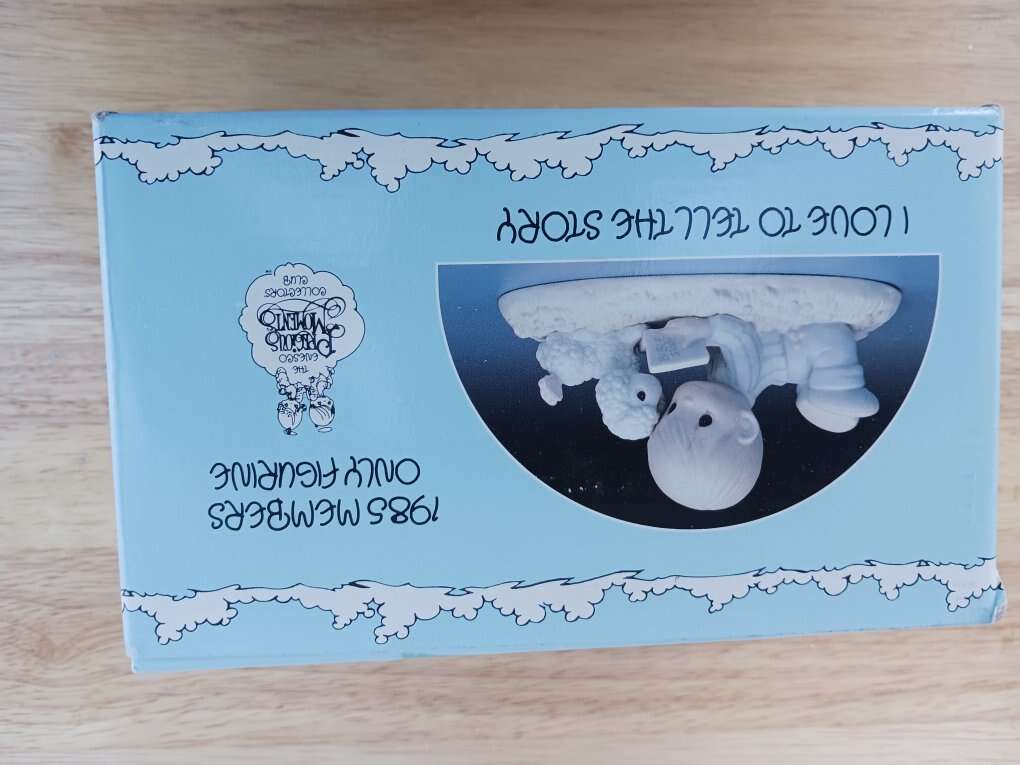 1985 MEMBERS
ONLY FIGURINE
THE
ENESCO
PRECIOUS
MOMENTS
COLLECTORS'
CLUB
I LOVE TO TELL THE STORY